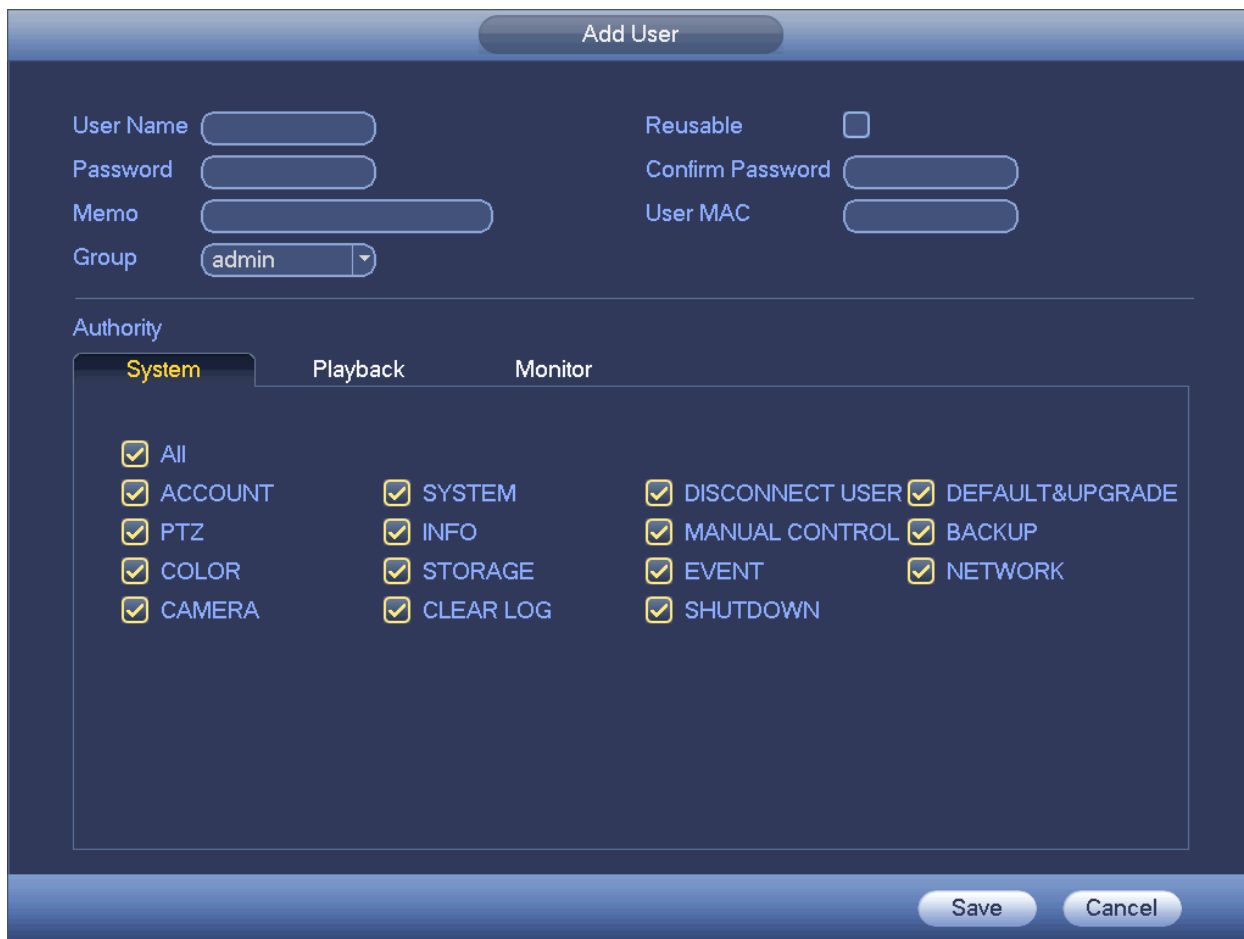 Add User
User Name Reusable
Password Confirm Password
Memo User MAC
Group admin
Authority
System Playback Monitor
All
ACCOUNT SYSTEM DISCONNECT USER DEFAULT&UPGRADE
PTZ INFO MANUAL CONTROL BACKUP
COLOR STORAGE EVENT NETWORK
CAMERA CLEAR LOG SHUTDOWN
Save Cancel